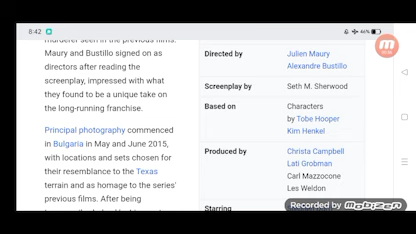 8:42
46%
murderer seen in the previous films.
Maury and Bustillo signed on as
directors after reading the
screenplay, impressed with what
they found to be a unique take on
the long-running franchise.
Principal photography commenced
in Bulgaria in May and June 2015,
with locations and sets chosen for
their resemblance to the Texas
terrain and as homage to the series'
previous films. After being
Directed by
Julien Maury
Alexandre Bustillo
Screenplay by
Seth M. Sherwood
Based on
Characters
by Tobe Hooper
Kim Henkel
Produced by
Christa Campbell
Lati Grobman
Carl Mazzocone
Les Weldon
Starring
Recorded by mobizen